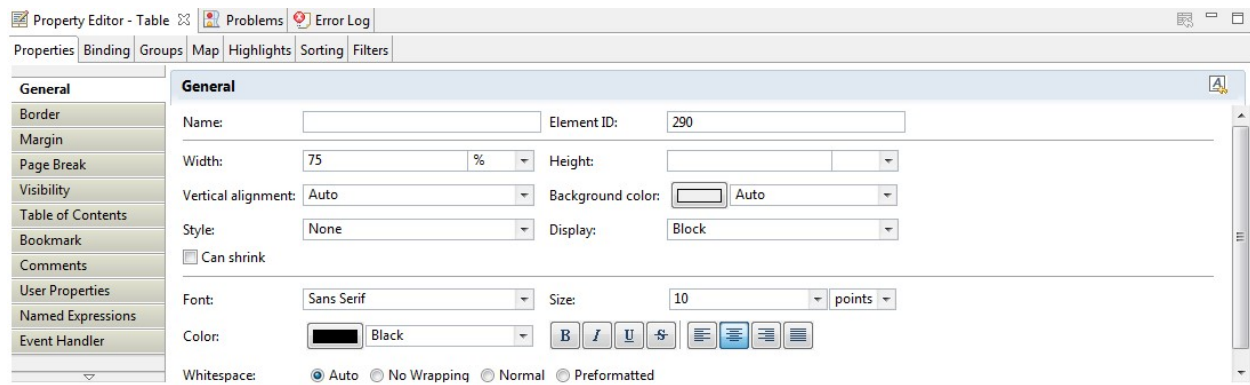 Property Editor - Table Problems Error Log
Properties Binding Groups Map Highlights Sorting Filters
General
Border
Margin
Page Break
Visibility
Table of Contents
Bookmark
Comments
User Properties
Named Expressions
Event Handler
General
Name: Element ID: 290
Width: 75 % Height:
Vertical alignment: Auto Background color: Auto
Style: None Display: Block
Can shrink
Font: Sans Serif Size: 10 points
Color: Black B I U S
Whitespace: Auto No Wrapping Normal Preformatted